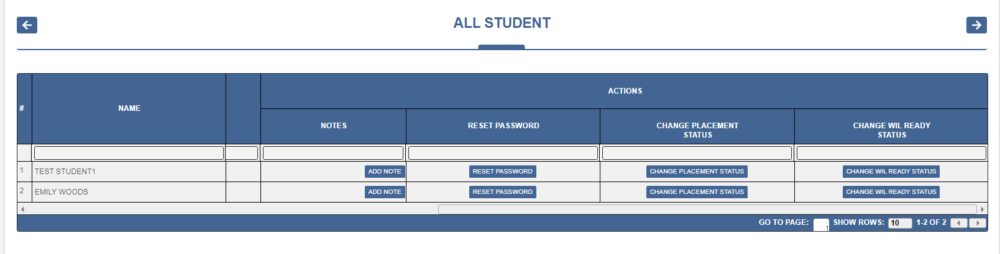 ALL STUDENT
ACTIONS
# NAME
NOTES RESET PASSWORD CHANGE PLACEMENT STATUS CHANGE WIL READY STATUS
1 TEST STUDENT1 ADD NOTE RESET PASSWORD CHANGE PLACEMENT STATUS CHANGE WIL READY STATUS
2 EMILY WOODS ADD NOTE RESET PASSWORD CHANGE PLACEMENT STATUS CHANGE WIL READY STATUS
GO TO PAGE: 1 SHOW ROWS: 10 1-2 OF 2